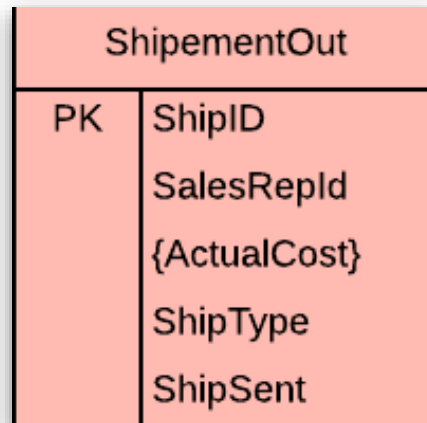 ShipementOut
PK ShipID
SalesRepId
{ActualCost}
ShipType
ShipSent